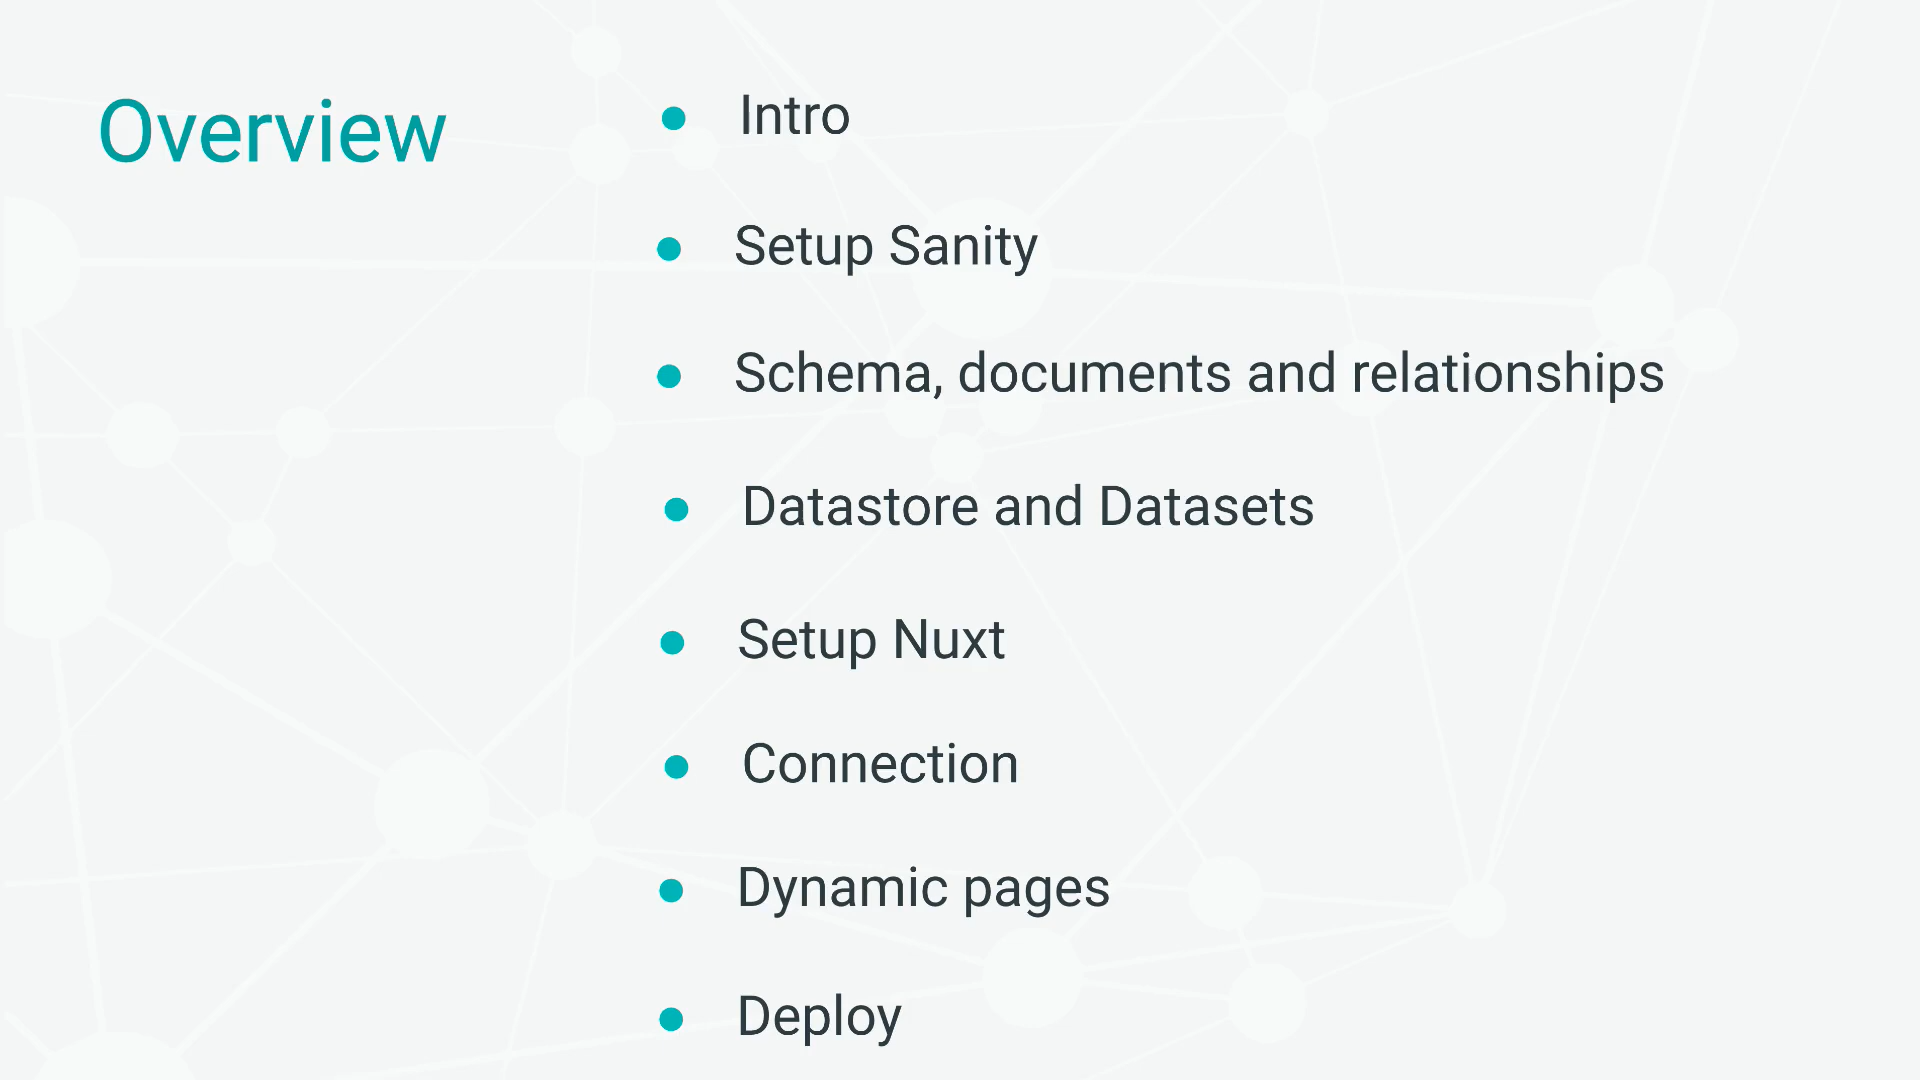 Overview
Intro
Setup Sanity
Schema, documents and relationships
Datastore and Datasets
Setup Nuxt
Connection
Dynamic pages
Deploy